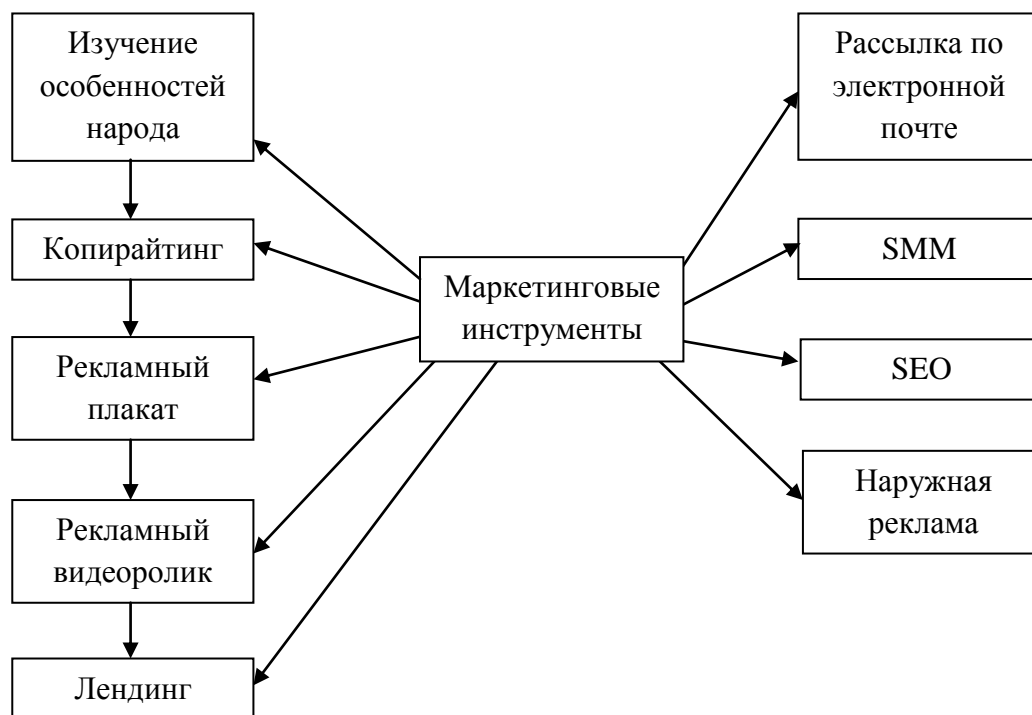 Изучение
особенностей
народа
Копирайтинг
Рекламный
плакат
Рекламный
видеоролик
Лендинг
Маркетинговые
инструменты
Рассылка по
электронной
почте
SMM
SEO
Наружная
реклама